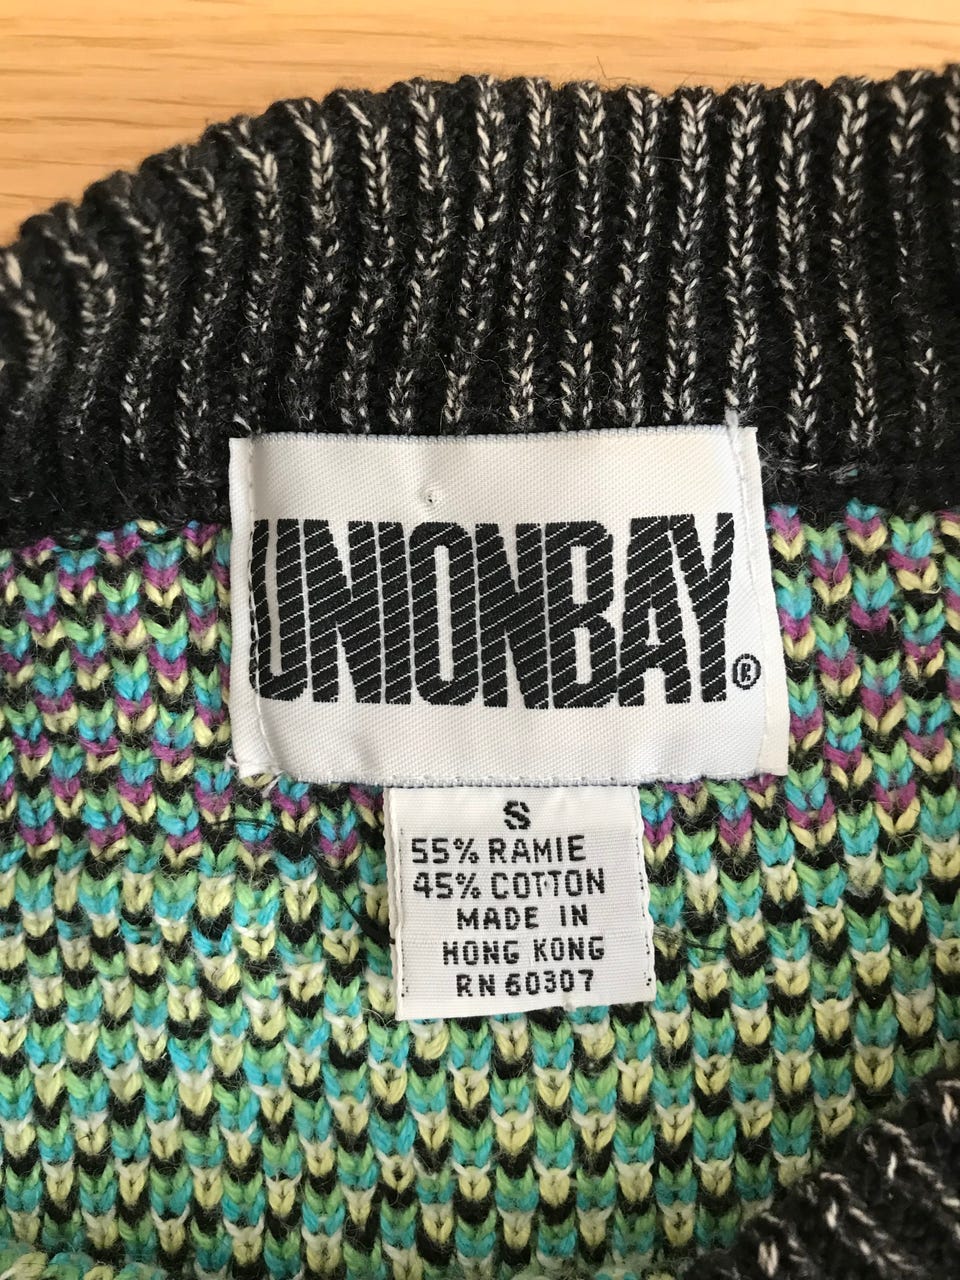 UNIONBAY®
S
55% RAMIE
45% COTTON
MADE IN
HONG KONG
RN 60307